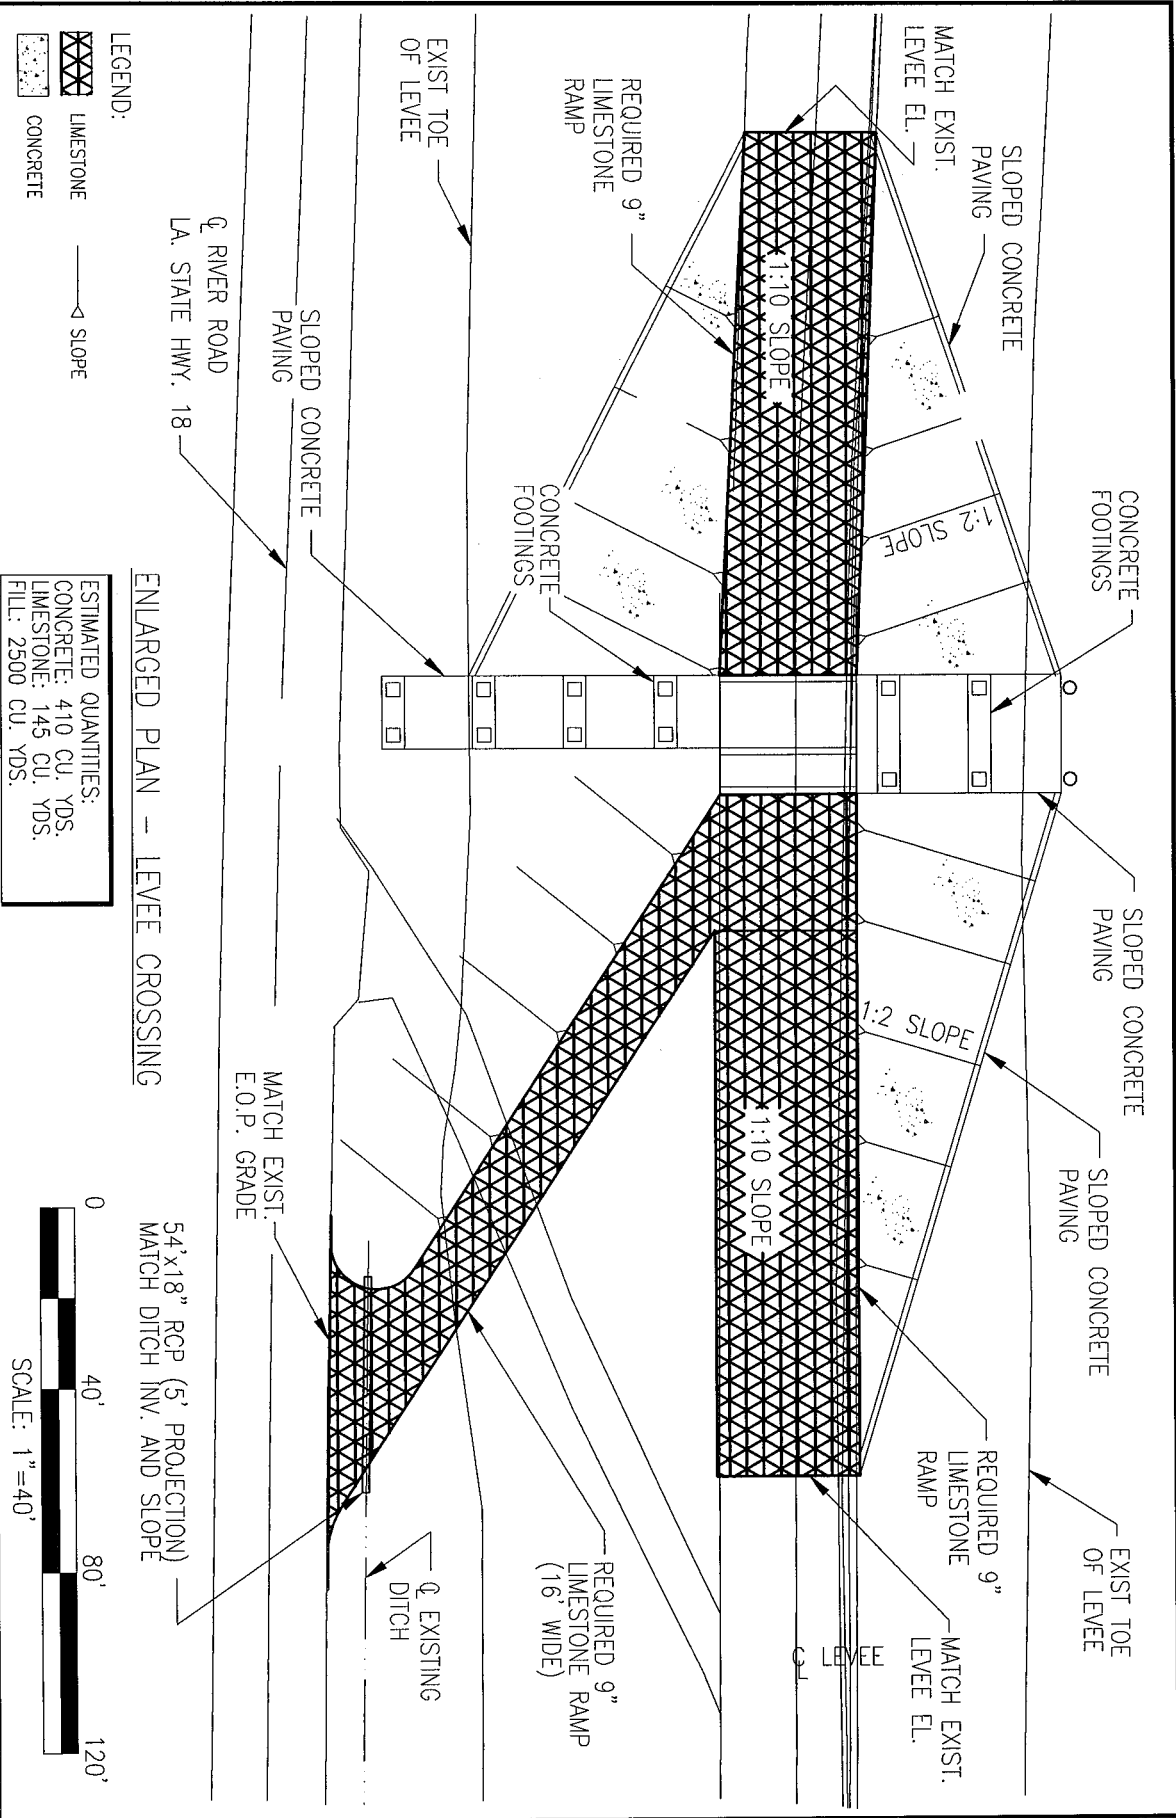 MATCH EXIST.
LEVEE EL.
SLOPED CONCRETE
PAVING
CONCRETE
FOOTINGS
SLOPED CONCRETE
PAVING
SLOPED CONCRETE
PAVING
EXIST TOE
OF LEVEE
REQUIRED 9"
LIMESTONE
RAMP
MATCH EXIST.
LEVEE EL.
REQUIRED 9"
LIMESTONE
RAMP
1:10 SLOPE
1:2 SLOPE
1:2 SLOPE
1:10 SLOPE
℄ LEVEE
EXIST TOE
OF LEVEE
CONCRETE
FOOTINGS
REQUIRED 9"
LIMESTONE RAMP
(16' WIDE)
℄ EXISTING
DITCH
SLOPED CONCRETE
PAVING
℄ RIVER ROAD
LA. STATE HWY. 18
MATCH EXIST.
E.O.P. GRADE
54'x18" RCP (5' PROJECTION)
MATCH DITCH INV. AND SLOPE
LEGEND:
LIMESTONE
SLOPE
CONCRETE
ENLARGED PLAN - LEVEE CROSSING
ESTIMATED QUANTITIES:
CONCRETE: 410 CU. YDS.
LIMESTONE: 145 CU. YDS.
FILL: 2500 CU. YDS.
0 40' 80' 120'
SCALE: 1"=40'